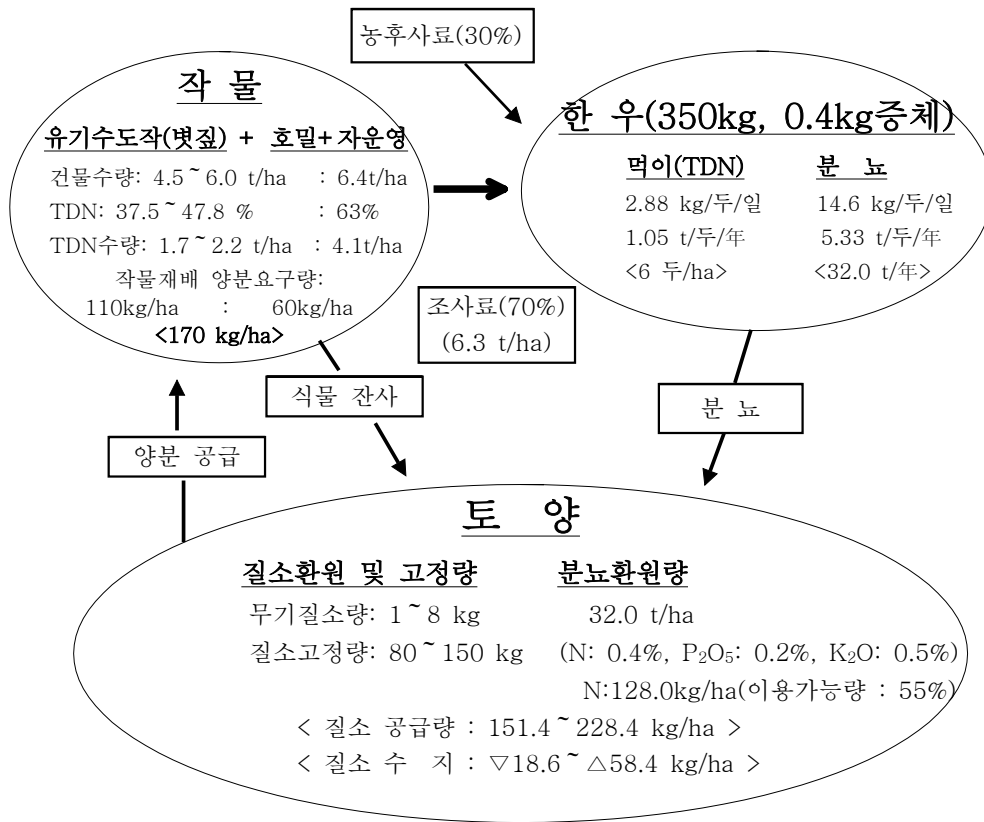 농후사료(30%)
작 물
유기수도작(볏짚) + 호밀+자운영
건물수량: 4.5~6.0 t/ha : 6.4t/ha
TDN: 37.5~47.8 % : 63%
TDN수량: 1.7~2.2 t/ha : 4.1t/ha
작물재배 양분요구량:
110kg/ha : 60kg/ha
<170 kg/ha>
한 우(350kg, 0.4kg증체)
먹이(TDN) 분 뇨
2.88 kg/두/일 14.6 kg/두/일
1.05 t/두/年 5.33 t/두/年
<6 두/ha> <32.0 t/年>
조사료(70%)
(6.3 t/ha)
식물 잔사
분 뇨
양분 공급
토 양
질소환원 및 고정량 분뇨환원량
무기질소량: 1~8 kg 32.0 t/ha
질소고정량: 80~150 kg (N: 0.4%, P₂O₅: 0.2%, K₂O: 0.5%)
N:128.0kg/ha(이용가능량 : 55%)
< 질소 공급량 : 151.4~228.4 kg/ha >
< 질소 수 지 : ▽18.6~△58.4 kg/ha >